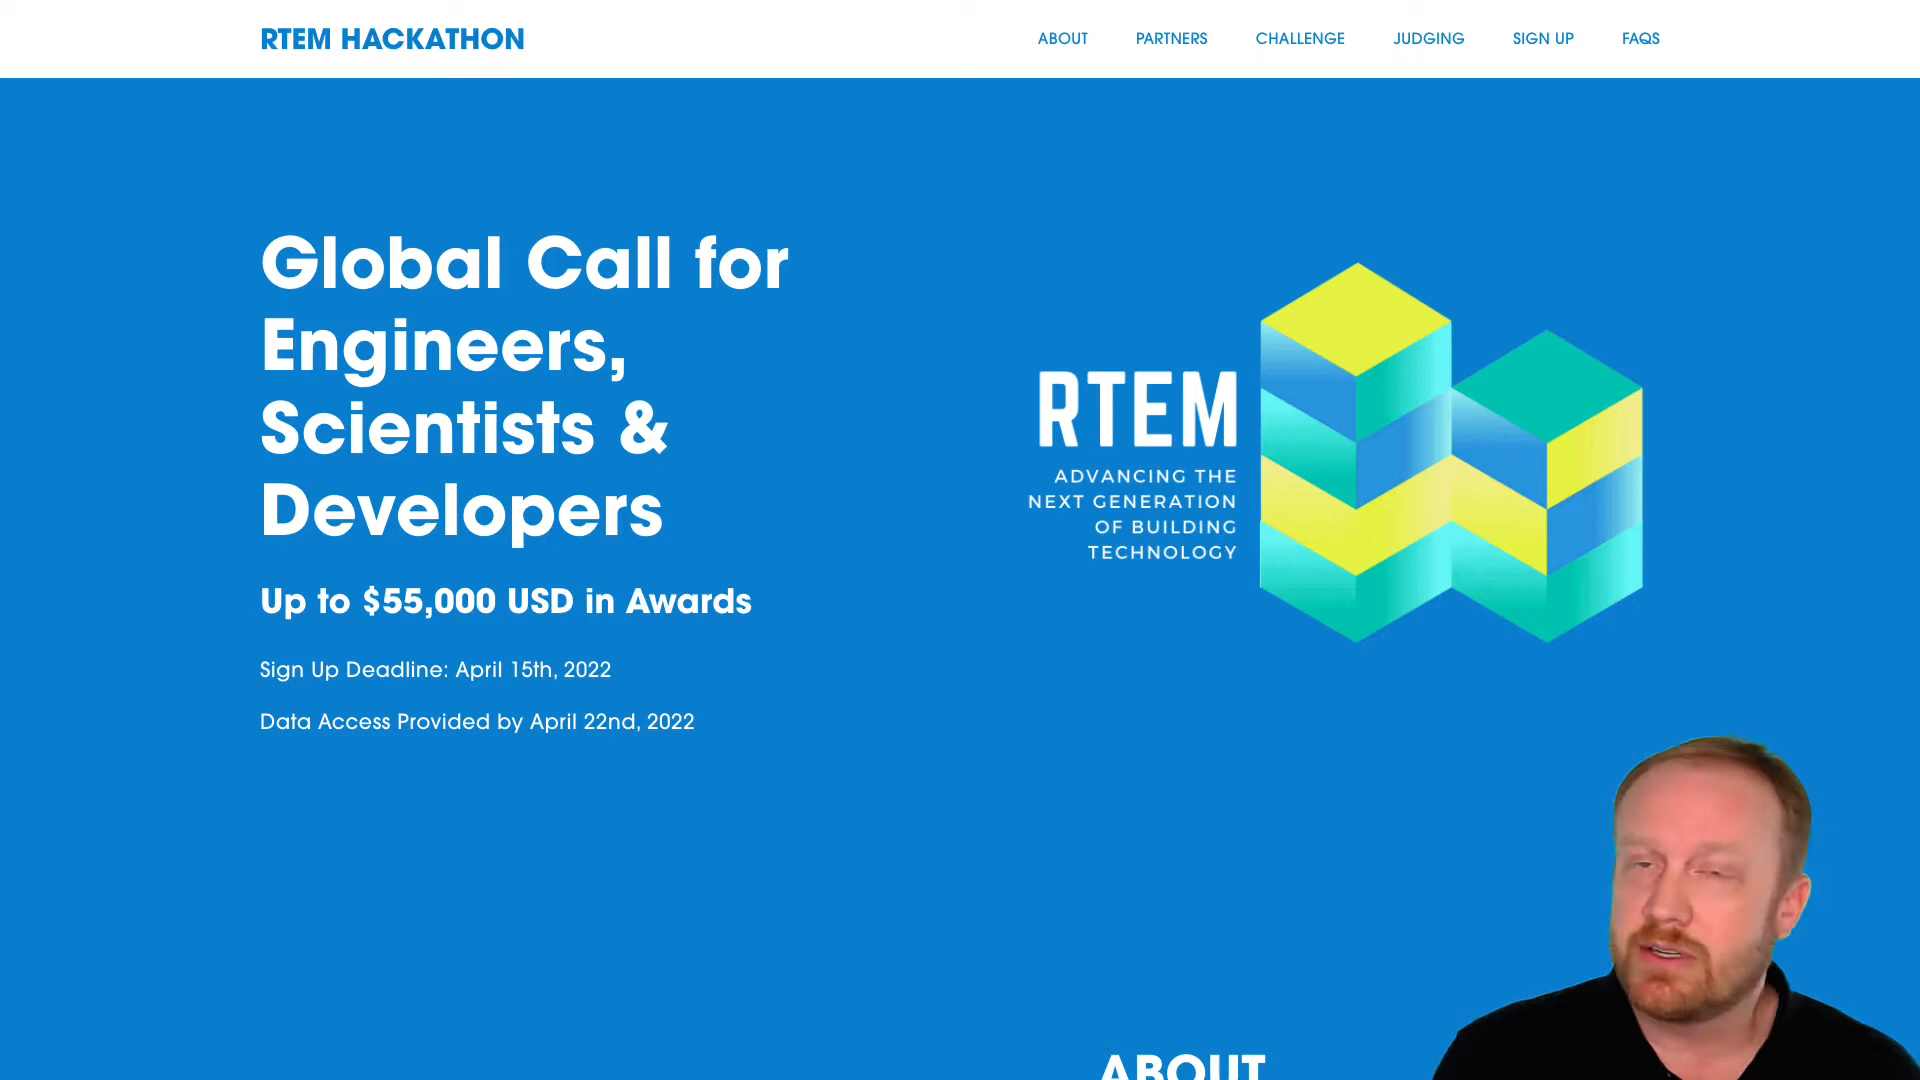 RTEM HACKATHON
ABOUT
PARTNERS
CHALLENGE
JUDGING
SIGN UP
FAQS
Global Call for
Engineers,
Scientists &
Developers
Up to $55,000 USD in Awards
Sign Up Deadline: April 15th, 2022
Data Access Provided by April 22nd, 2022
RTEM
ADVANCING THE
NEXT GENERATION
OF BUILDING
TECHNOLOGY
ABOUT